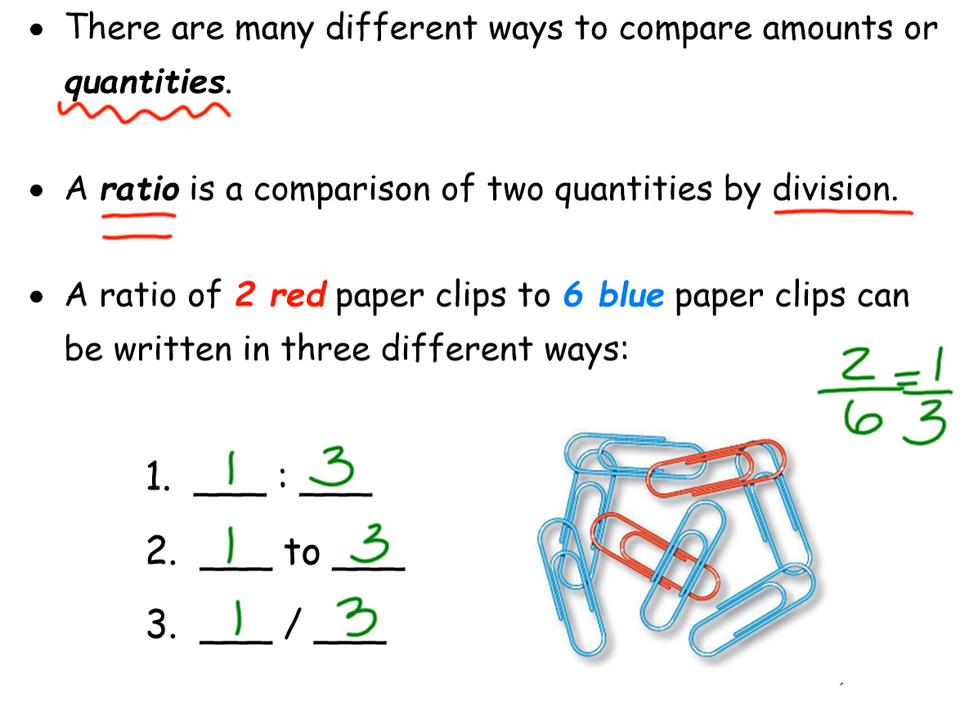 • There are many different ways to compare amounts or
quantities.
• A ratio is a comparison of two quantities by division.
• A ratio of 2 red paper clips to 6 blue paper clips can
be written in three different ways:
2/6 = 1/3
1. 1 : 3
2. 1 to 3
3. 1 / 3